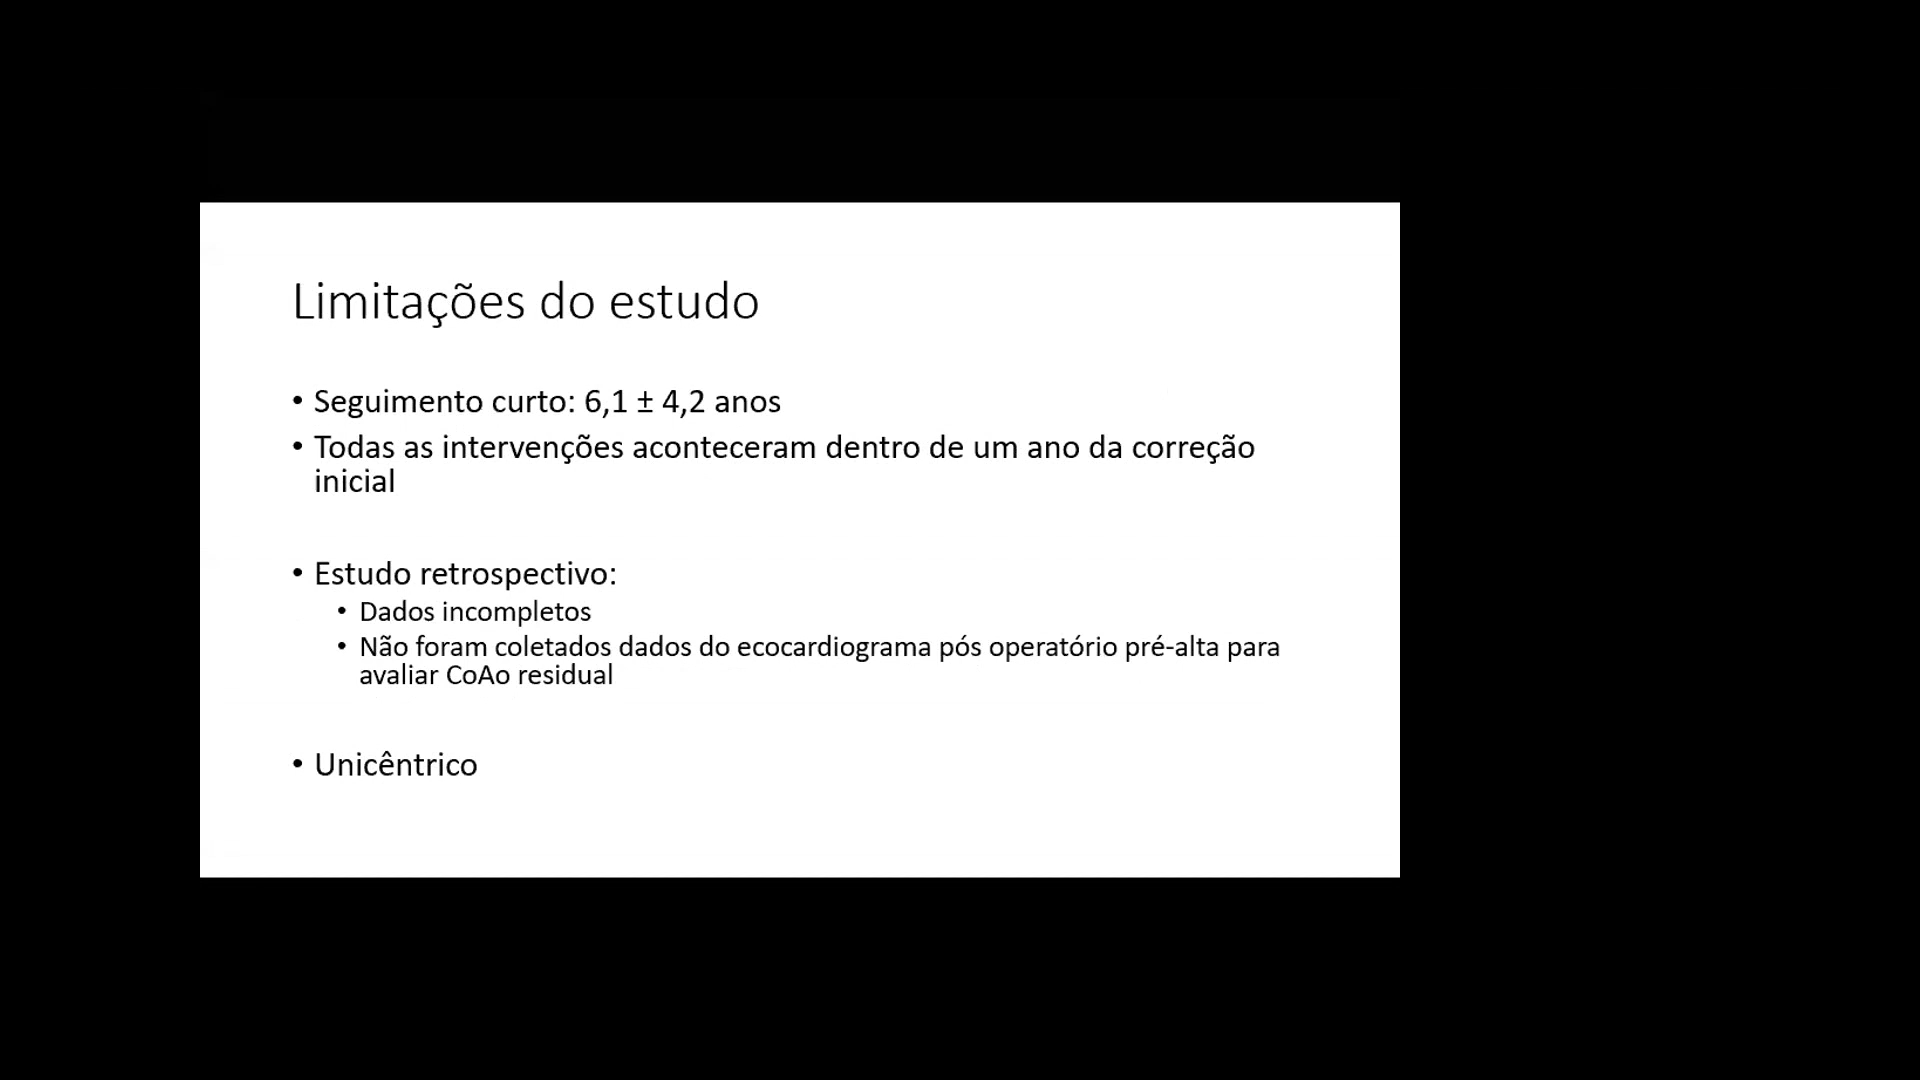 Limitações do estudo
• Seguimento curto: 6,1 ± 4,2 anos
• Todas as intervenções aconteceram dentro de um ano da correção
inicial
• Estudo retrospectivo:
• Dados incompletos
• Não foram coletados dados do ecocardiograma pós operatório pré-alta para
avaliar CoAo residual
• Unicêntrico